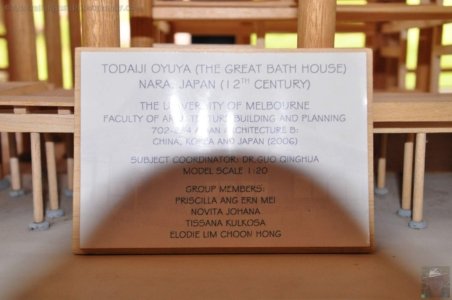 TODAIJI OYUYA (THE GREAT BATH HOUSE)
NARA, JAPAN (12TH CENTURY)
THE UNIVERSITY OF MELBOURNE
FACULTY OF ARCHITECTURE, BUILDING AND PLANNING
ASIAN ARCHITECTURE B:
CHINA, KOREA AND JAPAN (2006)
SUBJECT COORDINATOR: DR.GUO QINGHUA
MODEL SCALE 1:20
GROUP MEMBERS:
PRISCILLA ANG ERN MEI
NOVITA JOHANA
TISSANA KULKOSA
ELODIE LIM CHOON HONG